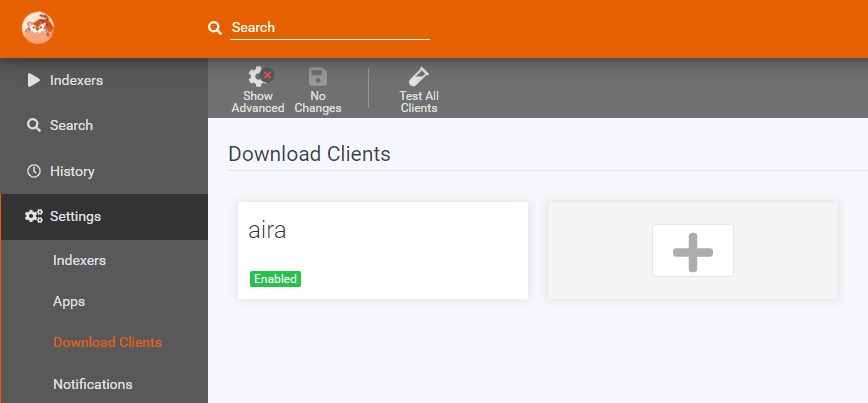 Search
Indexers
Search
History
Settings
Indexers
Apps
Download Clients
Notifications
Show
Advanced
No
Changes
Test All
Clients
Download Clients
aira
Enabled